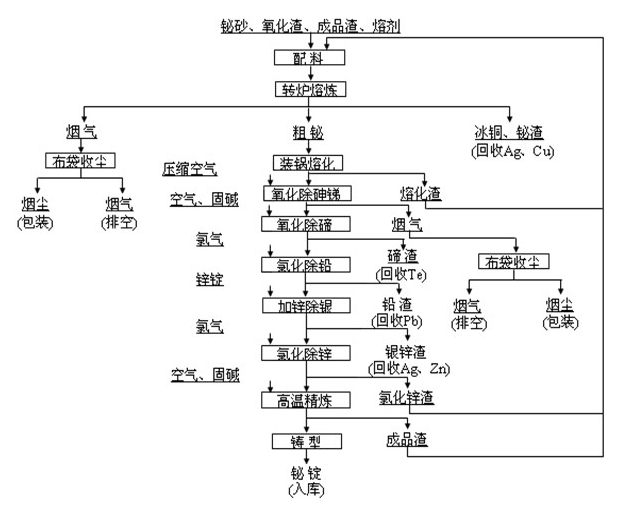 铋砂、氧化渣、成品渣、熔剂
配料
转炉熔炼
烟气
粗铋
冰铜、铋渣
(回收Ag、Cu)
布袋收尘
压缩空气
装锅熔化
烟尘
(包装)
烟气
(排空)
空气、固碱
氧化除砷锑
熔化渣
氧化除碲
烟气
氯气
碲渣
(回收Te)
布袋收尘
氯化除铅
锌锭
铅渣
(回收Pb)
烟气
(排空)
烟尘
(包装)
加锌除银
氯气
银锌渣
(回收Ag、Zn)
氯化除锌
空气、固碱
氯化锌渣
高温精炼
铸型
成品渣
铋锭
(入库)